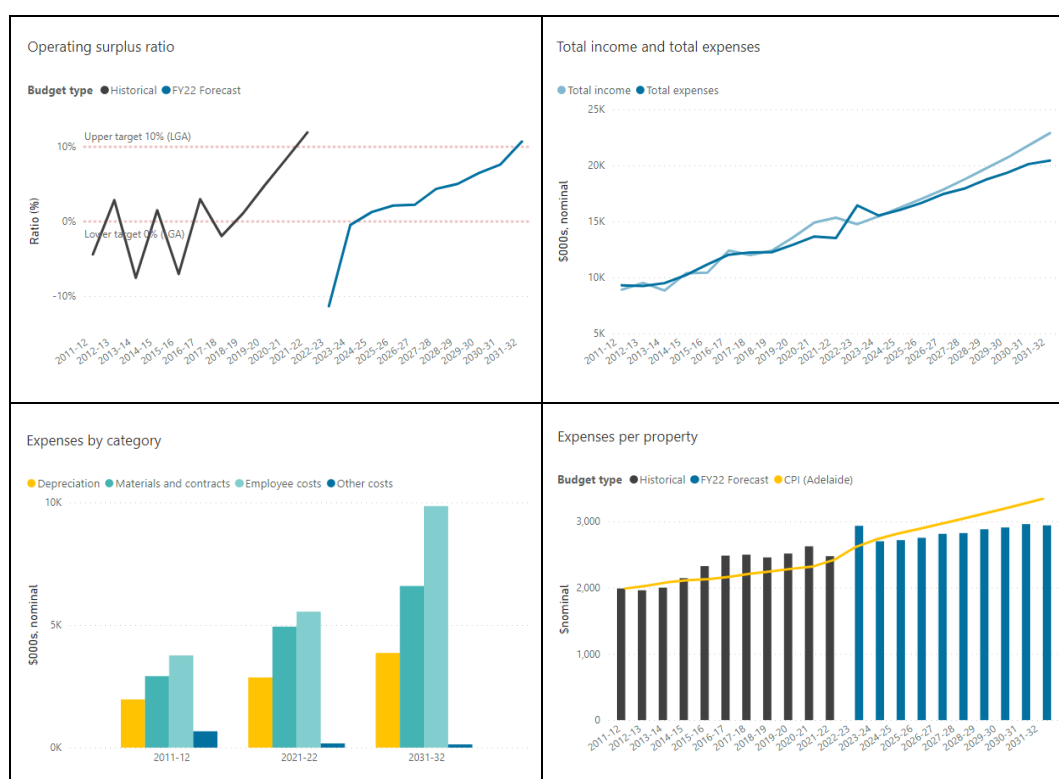 Operating surplus ratio
Budget type Historical FY22 Forecast
Upper target 10% (LGA)
10%
0%
Lower target 0% (LGA)
-10%
Ratio (%)
2011-12 2012-13 2013-14 2014-15 2015-16 2016-17 2017-18 2018-19 2019-20 2020-21 2021-22 2022-23 2023-24 2024-25 2025-26 2026-27 2027-28 2028-29 2029-30 2030-31 2031-32
Total income and total expenses
Total income Total expenses
25K
20K
15K
10K
5K
$000s, nominal
2011-12 2012-13 2013-14 2014-15 2015-16 2016-17 2017-18 2018-19 2019-20 2020-21 2021-22 2022-23 2023-24 2024-25 2025-26 2026-27 2027-28 2028-29 2029-30 2030-31 2031-32
Expenses by category
Depreciation Materials and contracts Employee costs Other costs
10K
5K
0K
$000s, nominal
2011-12 2021-22 2031-32
Expenses per property
Budget type Historical FY22 Forecast CPI (Adelaide)
3,000
2,000
1,000
0
$nominal
2011-12 2012-13 2013-14 2014-15 2015-16 2016-17 2017-18 2018-19 2019-20 2020-21 2021-22 2022-23 2023-24 2024-25 2025-26 2026-27 2027-28 2028-29 2029-30 2030-31 2031-32